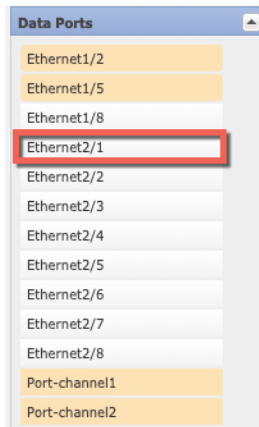 Data Ports
Ethernet1/2
Ethernet1/5
Ethernet1/8
Ethernet2/1
Ethernet2/2
Ethernet2/3
Ethernet2/4
Ethernet2/5
Ethernet2/6
Ethernet2/7
Ethernet2/8
Port-channel1
Port-channel2